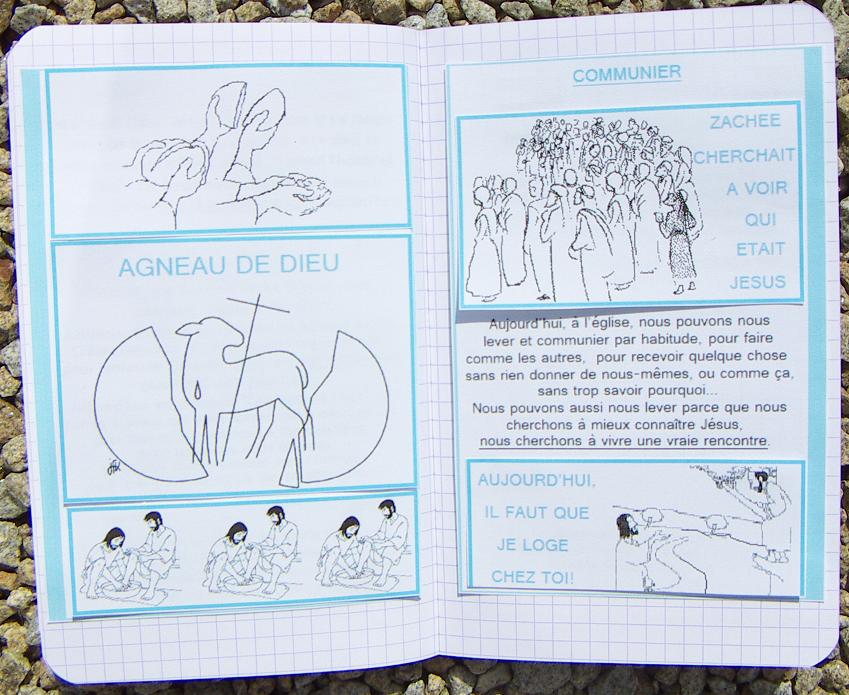 AGNEAU DE DIEU
COMMUNIER
ZACHEE
CHERCHAIT
A VOIR
QUI
ETAIT
JESUS
Aujourd'hui, à l'église, nous pouvons nous
lever et communier par habitude, pour faire
comme les autres, pour recevoir quelque chose
sans rien donner de nous-mêmes, ou comme ça,
sans trop savoir pourquoi...
Nous pouvons aussi nous lever parce que nous
cherchons à mieux connaître Jésus,
nous cherchons à vivre une vraie rencontre.
AUJOURD'HUI,
IL FAUT QUE
JE LOGE
CHEZ TOI!